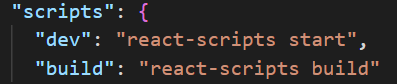 "scripts": {
"dev": "react-scripts start",
"build": "react-scripts build"